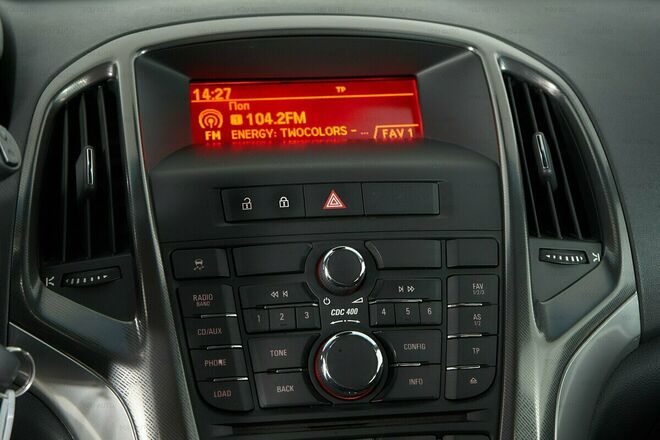 14:27 TP
Поп
1 104.2FM
FM ENERGY: TWOCOLORS - ... FAV 1
RADIO
BAND
CD/AUX
PHONE
LOAD
1 2 3
CDC 400
4 5 6
TONE
CONFIG
BACK
INFO
FAV
1/2/3
AS
1/2
TP